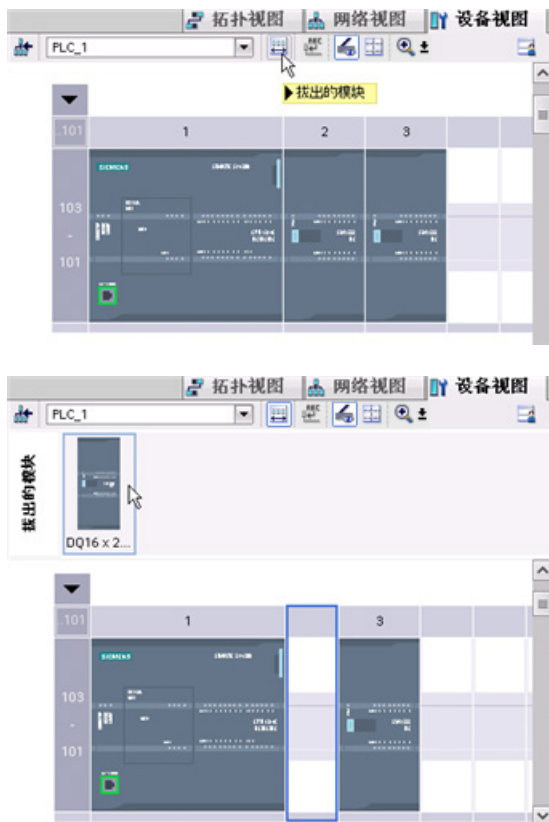 拓扑视图 网络视图 设备视图
PLC_1
拔出的模块
..101 1 2 3
SIEMENS
103
-
101
拓扑视图 网络视图 设备视图
PLC_1
拔出的模块
DQ16 x 2...
..101 1 3
SIEMENS
103
-
101